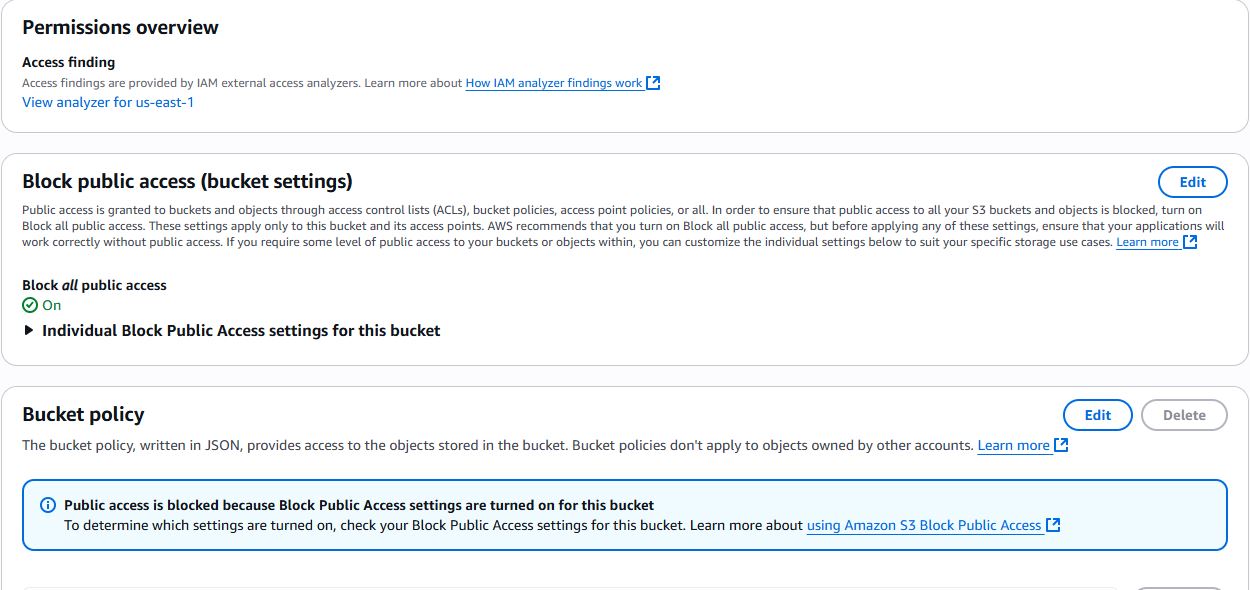 Permissions overview
Access finding
Access findings are provided by IAM external access analyzers. Learn more about How IAM analyzer findings work
View analyzer for us-east-1
Block public access (bucket settings)
Edit
Public access is granted to buckets and objects through access control lists (ACLs), bucket policies, access point policies, or all. In order to ensure that public access to all your S3 buckets and objects is blocked, turn on
Block all public access. These settings apply only to this bucket and its access points. AWS recommends that you turn on Block all public access, but before applying any of these settings, ensure that your applications will
work correctly without public access. If you require some level of public access to your buckets or objects within, you can customize the individual settings below to suit your specific storage use cases. Learn more
Block all public access
On
Individual Block Public Access settings for this bucket
Bucket policy
Edit
Delete
The bucket policy, written in JSON, provides access to the objects stored in the bucket. Bucket policies don't apply to objects owned by other accounts. Learn more
Public access is blocked because Block Public Access settings are turned on for this bucket
To determine which settings are turned on, check your Block Public Access settings for this bucket. Learn more about using Amazon S3 Block Public Access